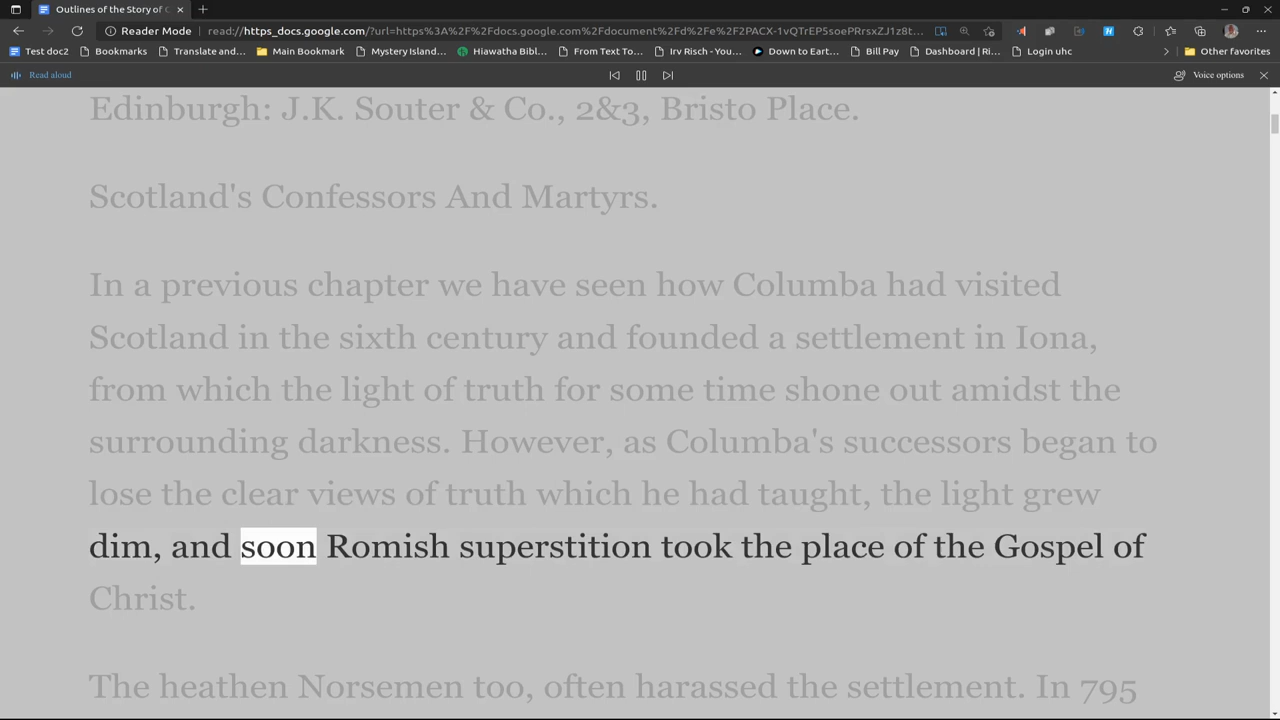 Outlines of the Story of C
Reader Mode
read://https_docs.google.com/?url=https%3A%2F%2Fdocs.google.com%2Fdocument%2Fd%2Fe%2F2PACX-1vQTrEP5ssoePRrsxZJ1z8t...
Test doc2 Bookmarks Translate and... Main Bookmark Mystery Island... Hiawatha Bibl... From Text To... Irv Risch - You... Down to Eart... Bill Pay Dashboard | Ri... Login uhc Other favorites
Read aloud Voice options
Edinburgh: J.K. Souter & Co., 2&3, Bristo Place.
Scotland's Confessors And Martyrs.
In a previous chapter we have seen how Columba had visited
Scotland in the sixth century and founded a settlement in Iona,
from which the light of truth for some time shone out amidst the
surrounding darkness. However, as Columba's successors began to
lose the clear views of truth which he had taught, the light grew
dim, and soon Romish superstition took the place of the Gospel of
Christ.
The heathen Norsemen too, often harassed the settlement. In 795